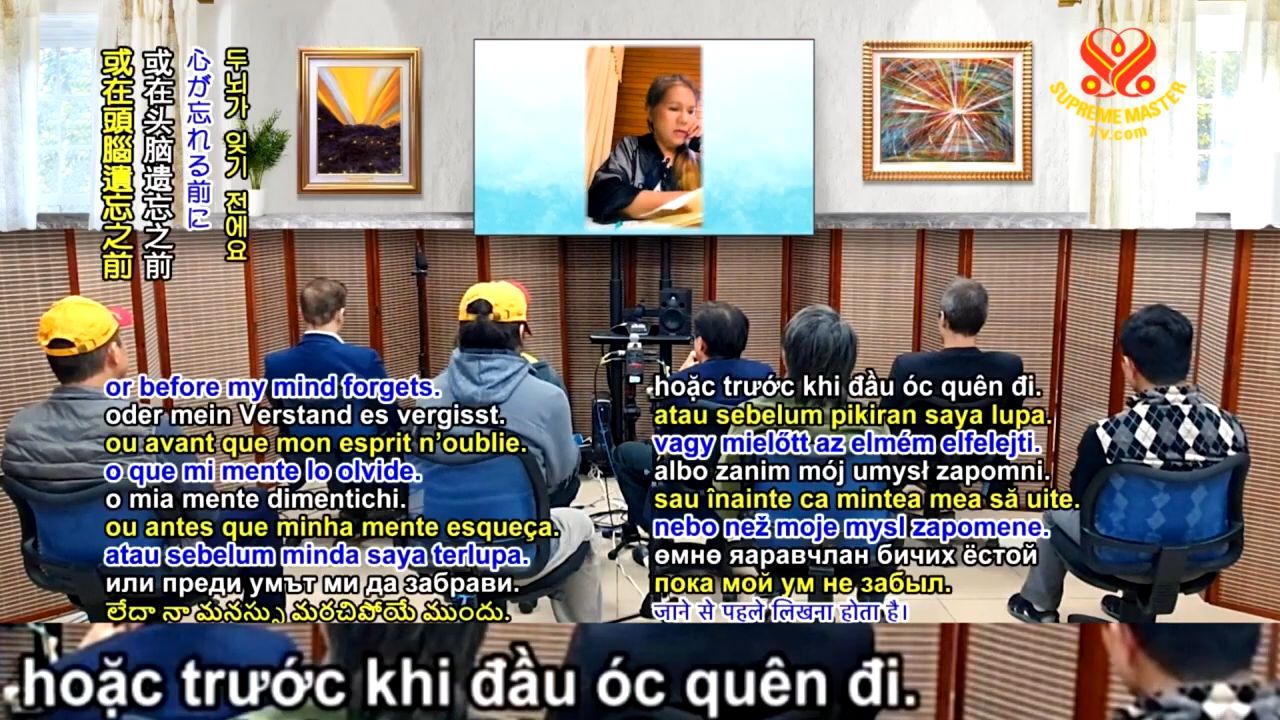 或在頭腦遺忘之前
或在头脑遗忘之前
心が忘れる前に
두뇌가 잊기 전에요
SUPREME MASTER
TV.com
or before my mind forgets.
oder mein Verstand es vergisst.
ou avant que mon esprit n’oublie.
o que mi mente lo olvide.
o mia mente dimentichi.
ou antes que minha mente esqueça.
atau sebelum minda saya terlupa.
или преди умът ми да забрави.
లేదా నా మనస్సు మరచిపోయే ముందు.
hoặc trước khi đầu óc quên đi.
atau sebelum pikiran saya lupa.
vagy mielőtt az elmém elfelejti.
albo zanim mój umysł zapomni.
sau înainte ca mintea mea să uite.
nebo než moje mysl zapomene.
өмнө яаравчлан бичих ёстой
пока мой ум не забыл.
जाने से पहले लिखना होता है।
hoặc trước khi đầu óc quên đi.